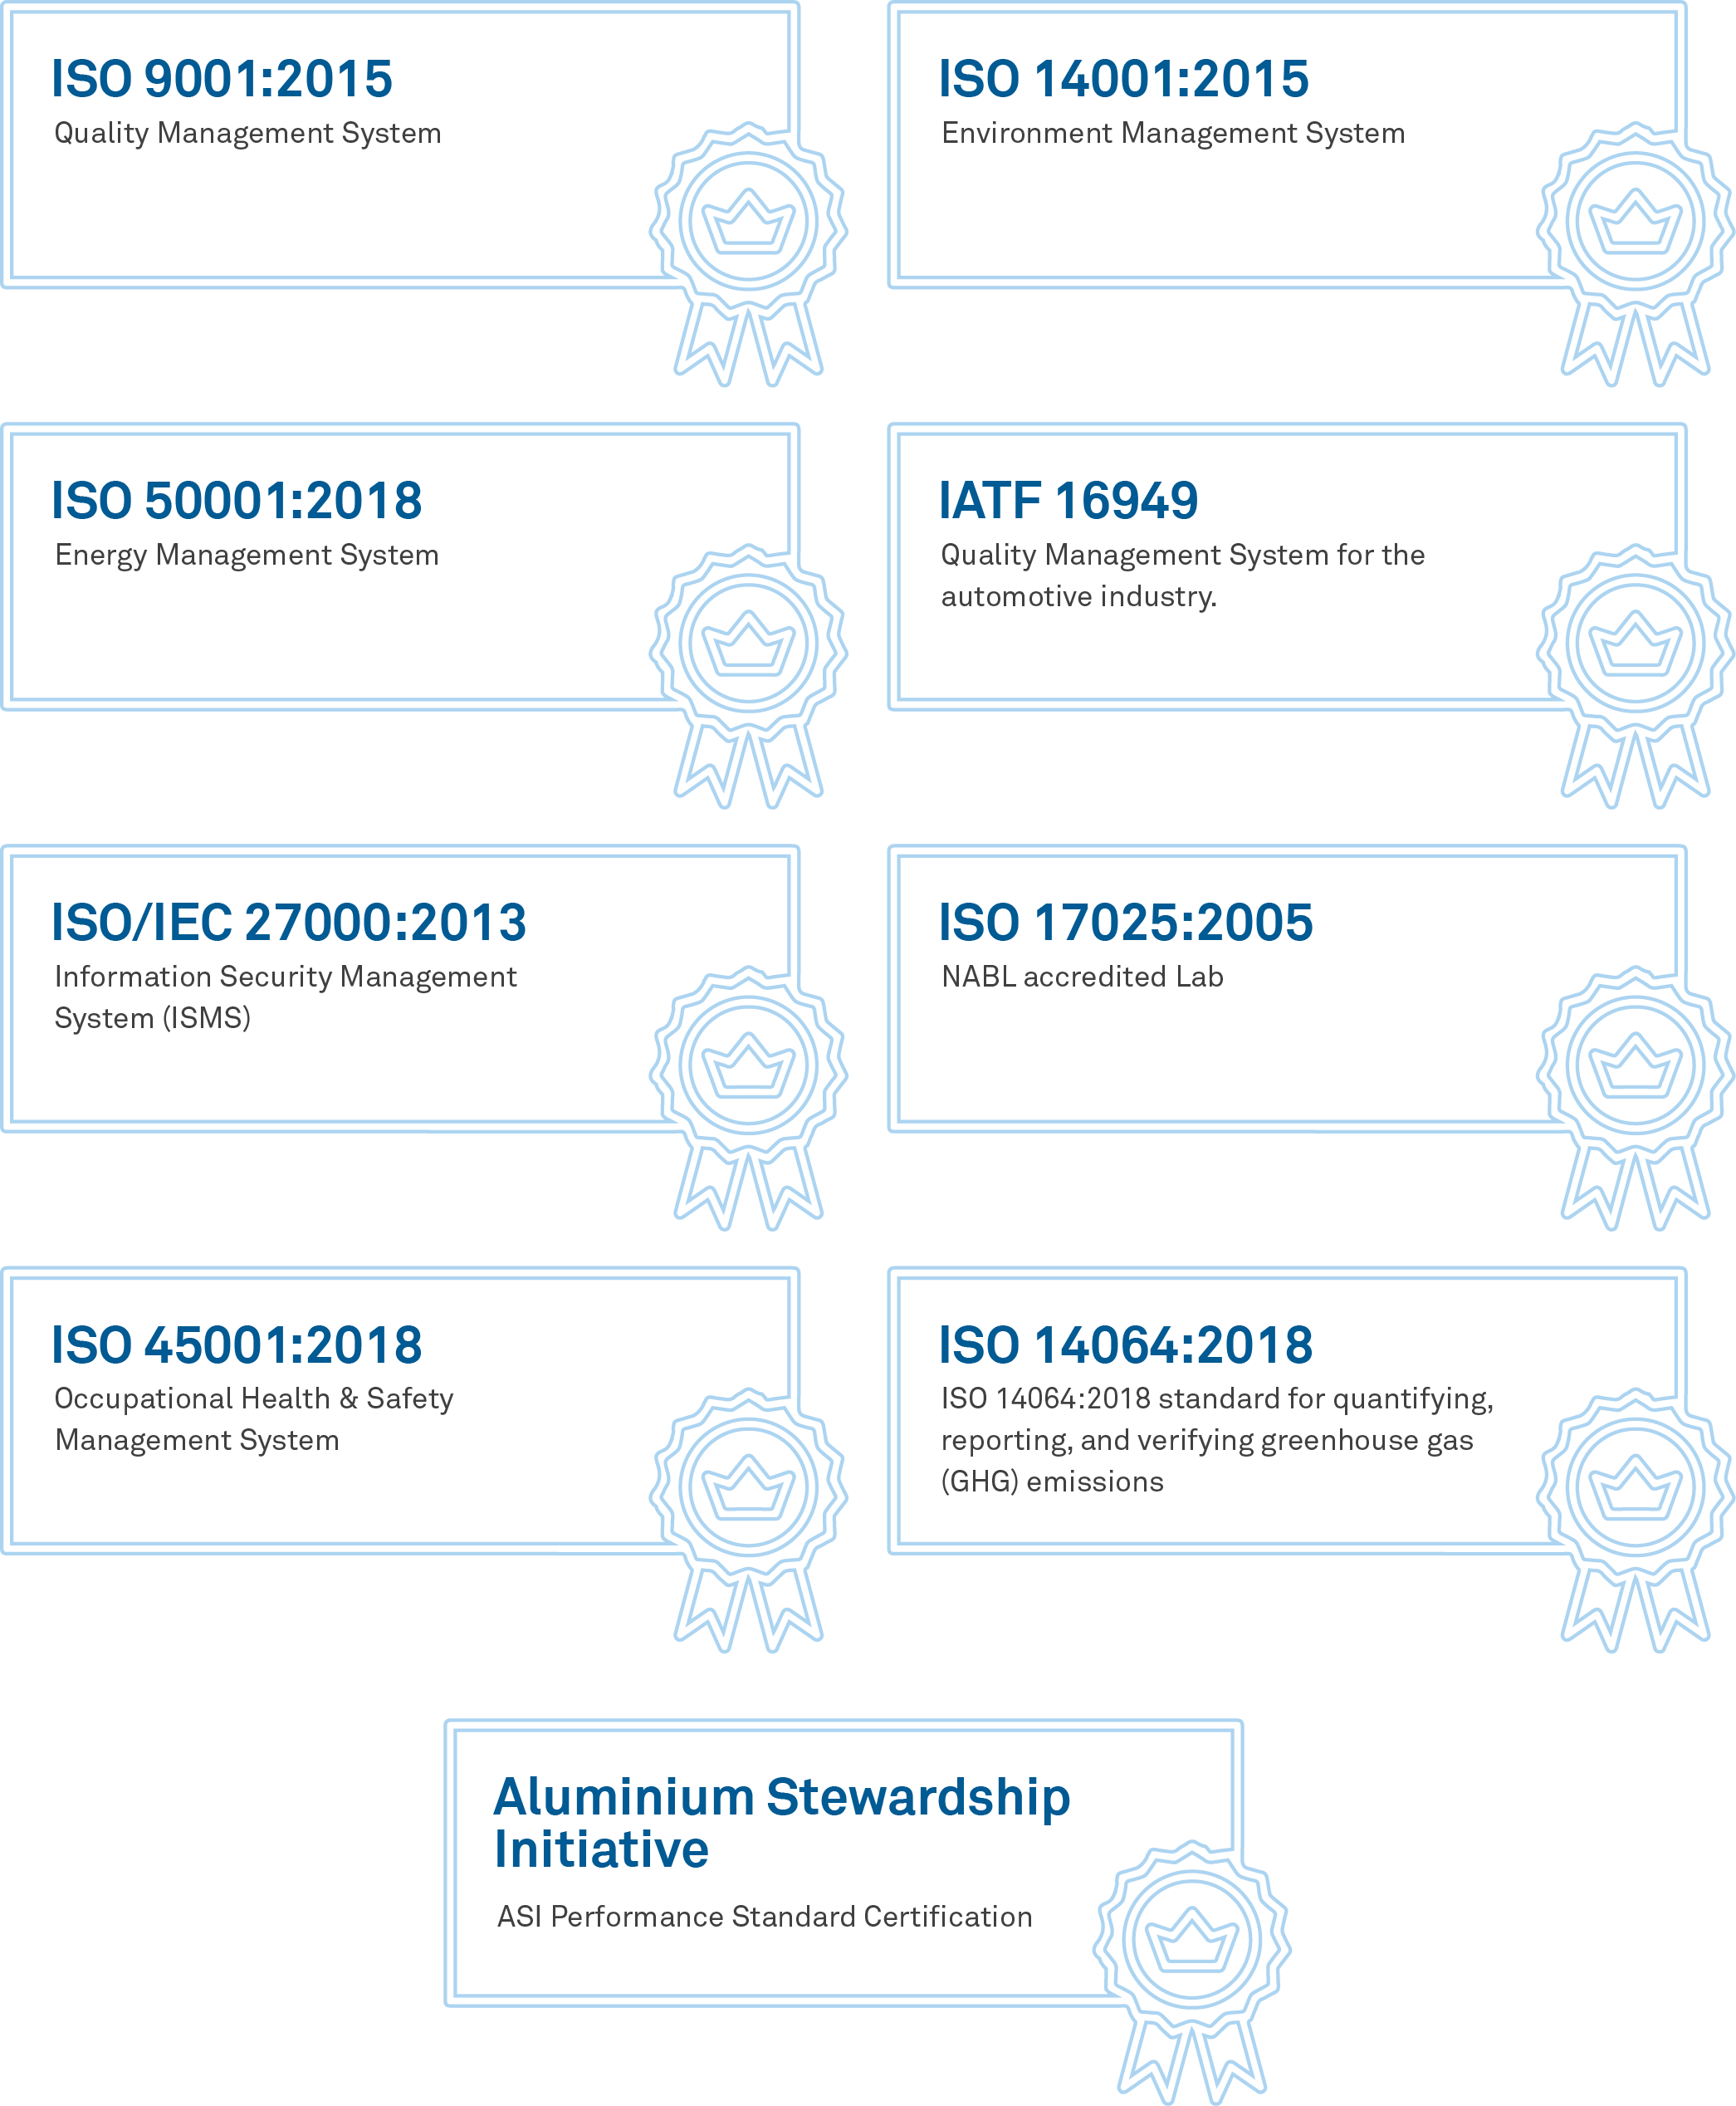 ISO 9001:2015
Quality Management System
ISO 14001:2015
Environment Management System
ISO 50001:2018
Energy Management System
IATF 16949
Quality Management System for the
automotive industry.
ISO/IEC 27000:2013
Information Security Management
System (ISMS)
ISO 17025:2005
NABL accredited Lab
ISO 45001:2018
Occupational Health & Safety
Management System
ISO 14064:2018
ISO 14064:2018 standard for quantifying,
reporting, and verifying greenhouse gas
(GHG) emissions
Aluminium Stewardship
Initiative
ASI Performance Standard Certification